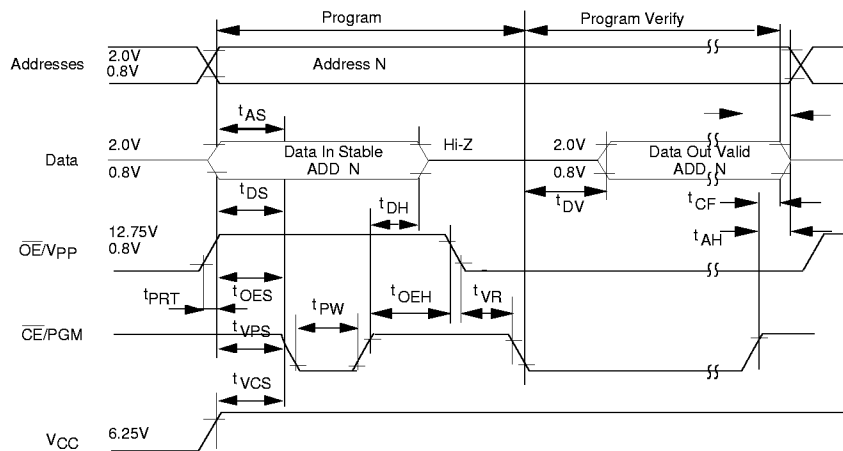 Program
Program Verify
Addresses
2.0V
0.8V
Address N
tAS
Data
2.0V
0.8V
Data In Stable
ADD N
Hi-Z
2.0V
0.8V
Data Out Valid
ADD N
tDS
tDH
tDV
tCF
tAH
OE/VPP
12.75V
0.8V
tPRT
tOES
tPW
tOEH
tVR
CE/PGM
tVPS
tVCS
VCC
6.25V